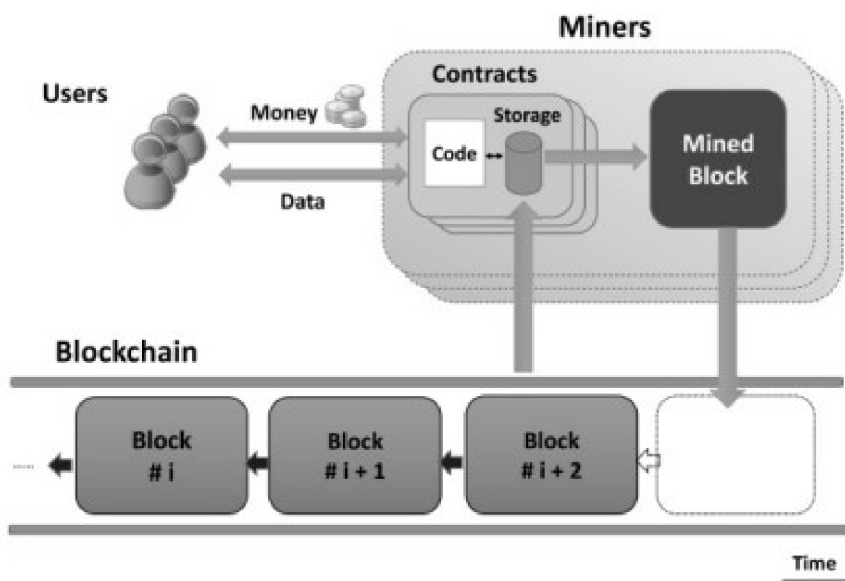 Miners
Contracts
Users
Money
Storage
Code
Mined
Block
Data
Blockchain
Block
# i
Block
# i + 1
Block
# i + 2
......
Time